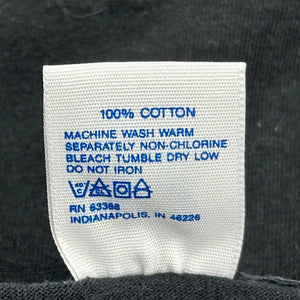 100% COTTON
MACHINE WASH WARM
SEPARATELY NON-CHLORINE
BLEACH TUMBLE DRY LOW
DO NOT IRON
RN 63368
INDIANAPOLIS, IN 46226